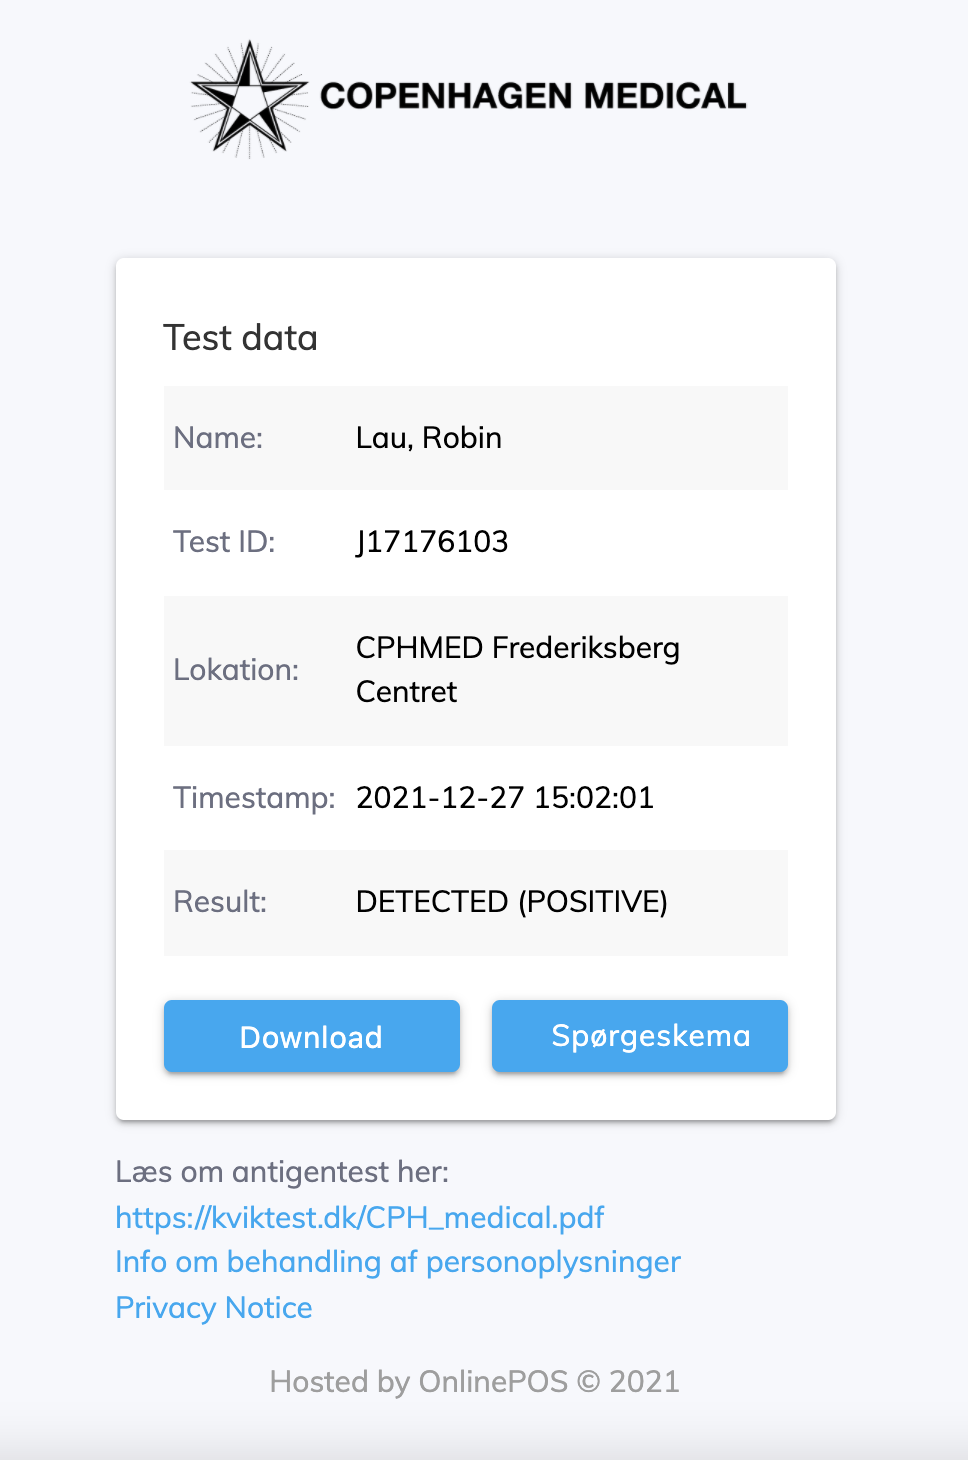 COPENHAGEN MEDICAL
Test data
Name: Lau, Robin
Test ID: J17176103
Lokation: CPHMED Frederiksberg
Centret
Timestamp: 2021-12-27 15:02:01
Result: DETECTED (POSITIVE)
Download Spørgeskema
Læs om antigentest her:
https://kviktest.dk/CPH_medical.pdf
Info om behandling af personoplysninger
Privacy Notice
Hosted by OnlinePOS © 2021